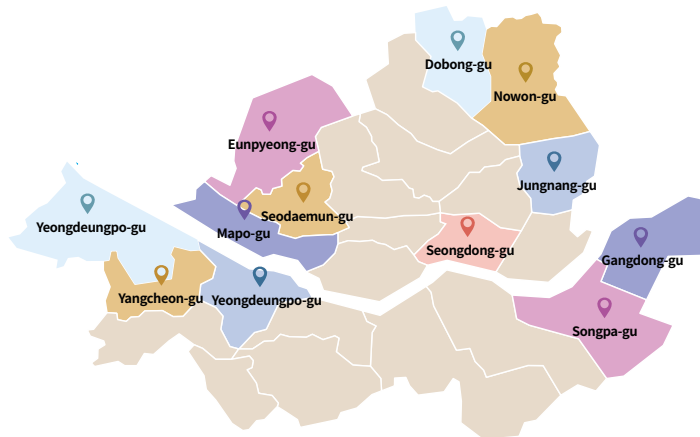 Dobong-gu
Nowon-gu
Eunpyeong-gu
Jungnang-gu
Seodaemun-gu
Mapo-gu
Yeongdeungpo-gu
Seongdong-gu
Gangdong-gu
Yangcheon-gu
Yeongdeungpo-gu
Songpa-gu